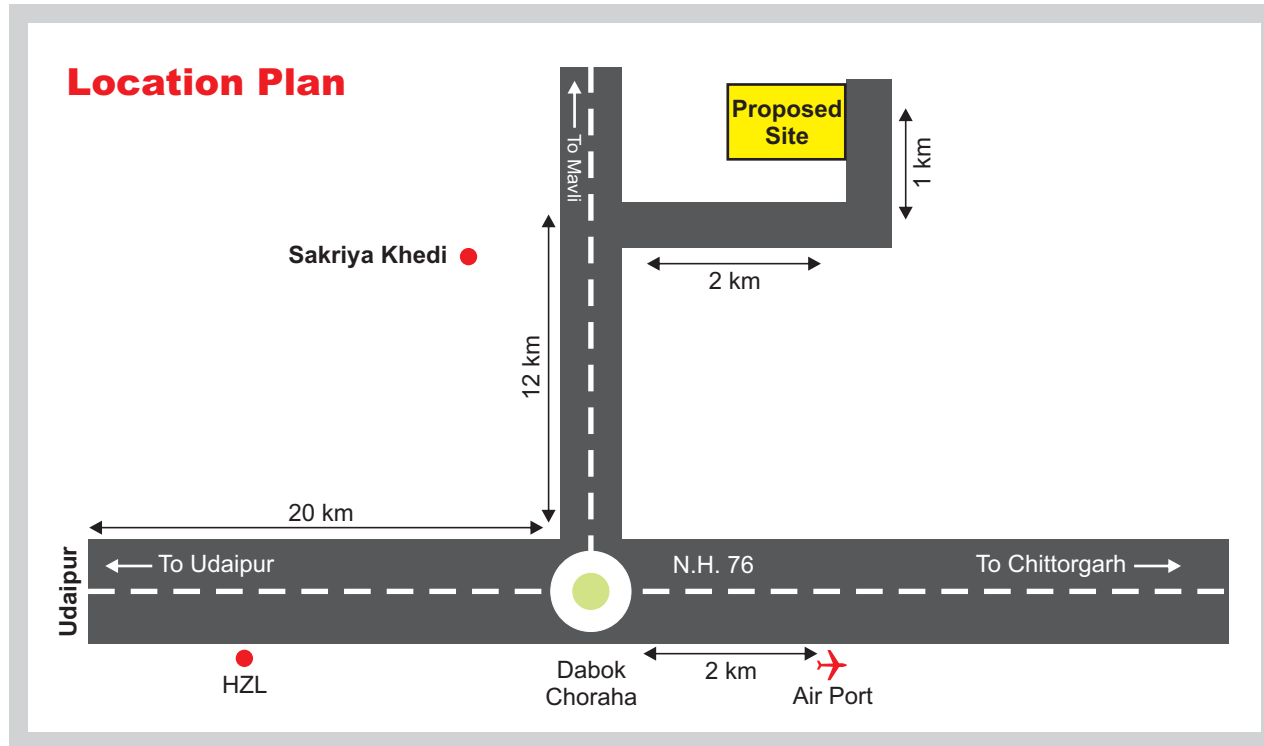 Location Plan
To Mavli
Proposed
Site
1 km
Sakriya Khedi
2 km
12 km
20 km
Udaipur
To Udaipur
N.H. 76
To Chittorgarh
HZL
Dabok
Choraha
2 km
Air Port